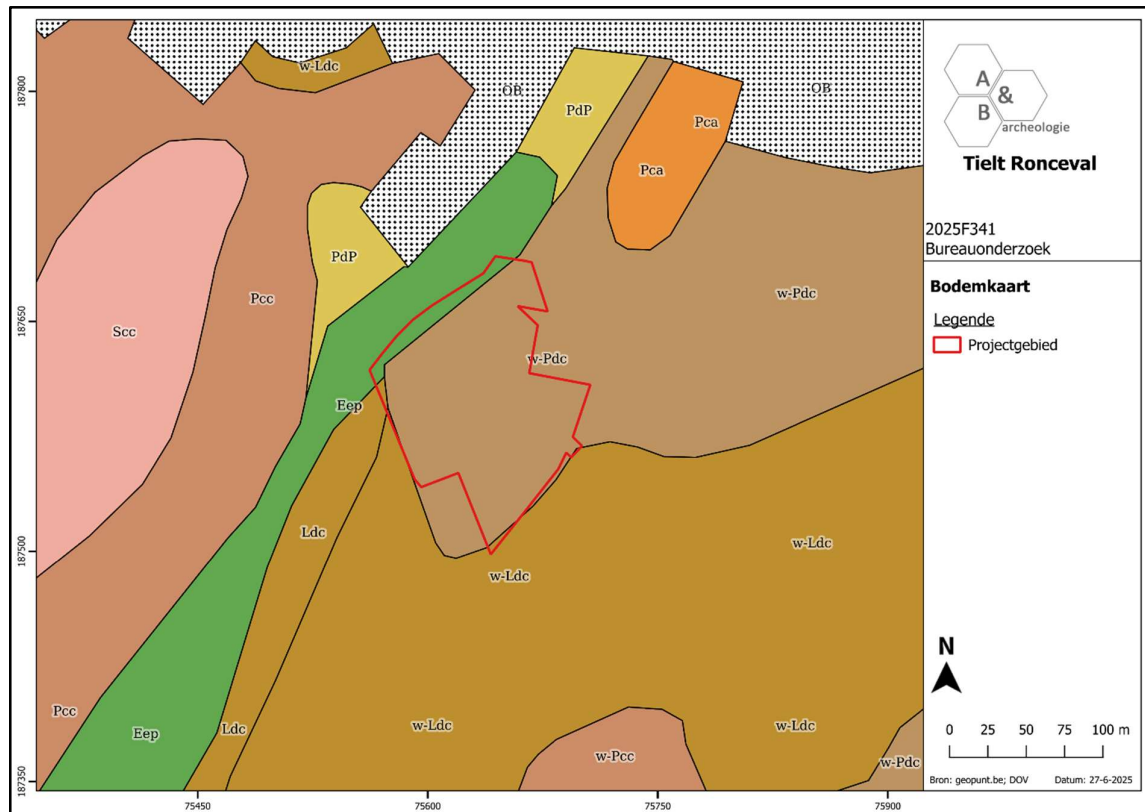 w-Ldc
187800
OB
OB
PdP
Pca
Pca
PdP
w-Pdc
Pcc
187650
Scc
w-Pdc
Eep
Ldc
w-Ldc
187500
w-Ldc
Pcc
Eep
Ldc
w-Ldc
w-Ldc
w-Pcc
w-Pdc
187350
75450
75600
75750
75900
A
&
B
archeologie
Tielt Ronceval
2025F341
Bureauonderzoek
Bodemkaart
Legende
Projectgebied
N
0 25 50 75 100 m
Bron: geopunt.be; DOV Datum: 27-6-2025